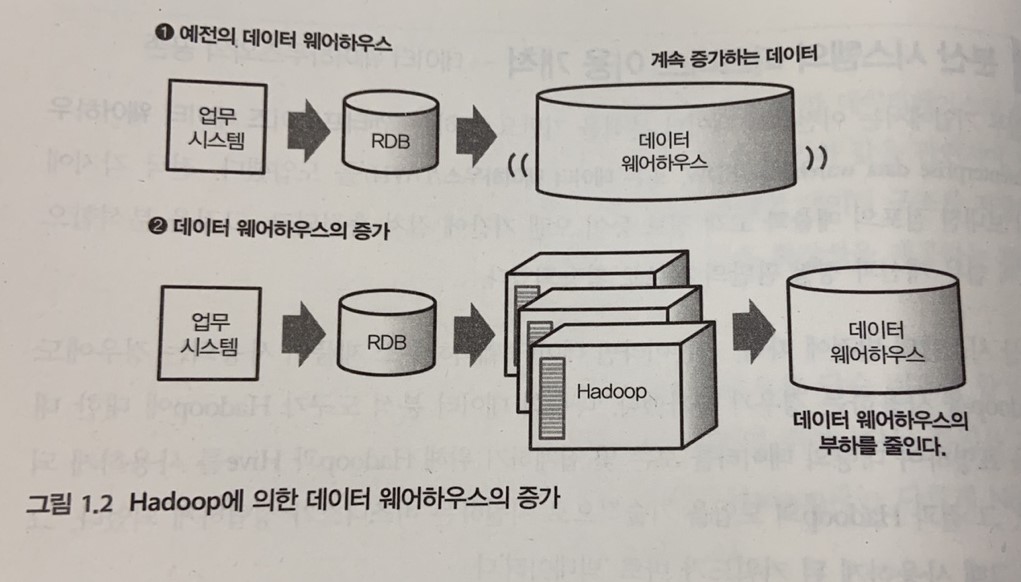 ❶ 예전의 데이터 웨어하우스
계속 증가하는 데이터
업무
시스템
RDB
데이터
웨어하우스
❷ 데이터 웨어하우스의 증가
업무
시스템
RDB
Hadoop
데이터
웨어하우스
데이터 웨어하우스의
부하를 줄인다.
그림 1.2 Hadoop에 의한 데이터 웨어하우스의 증가